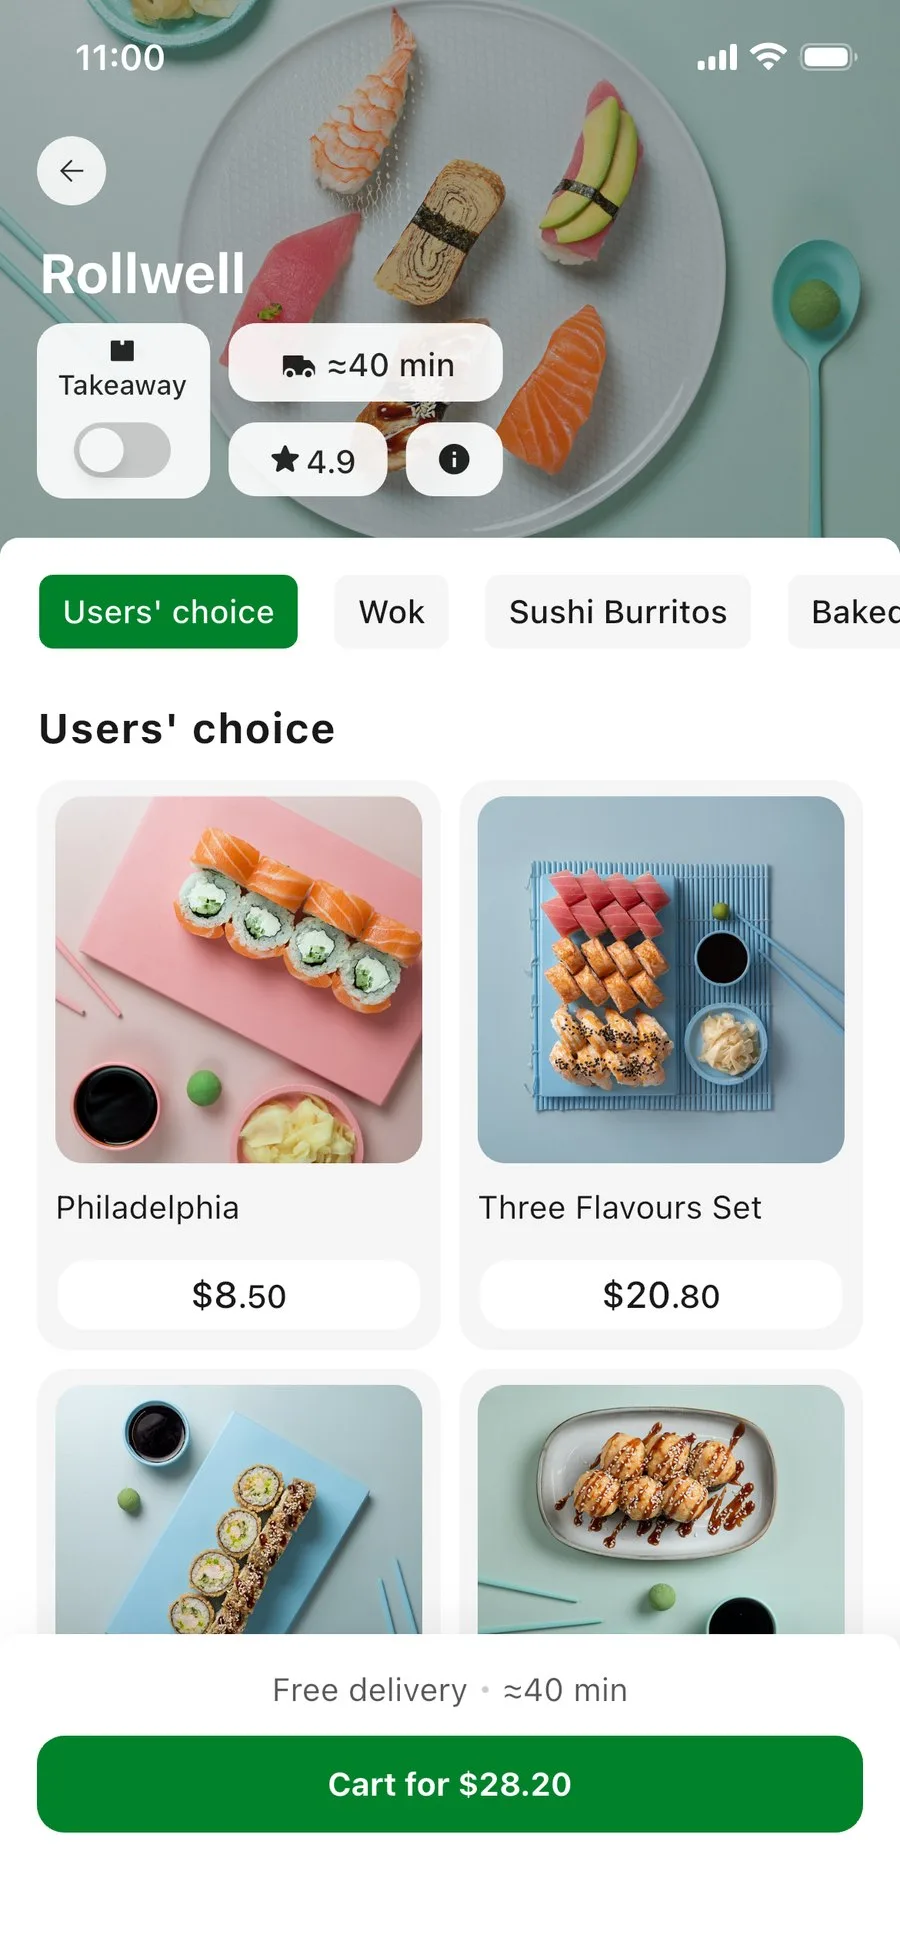 11:00
Rollwell
Takeaway
≈40 min
4.9
Users' choice
Wok
Sushi Burritos
Baked
Users' choice
Philadelphia
Three Flavours Set
$8.50
$20.80
Free delivery • ≈40 min
Cart for $28.20